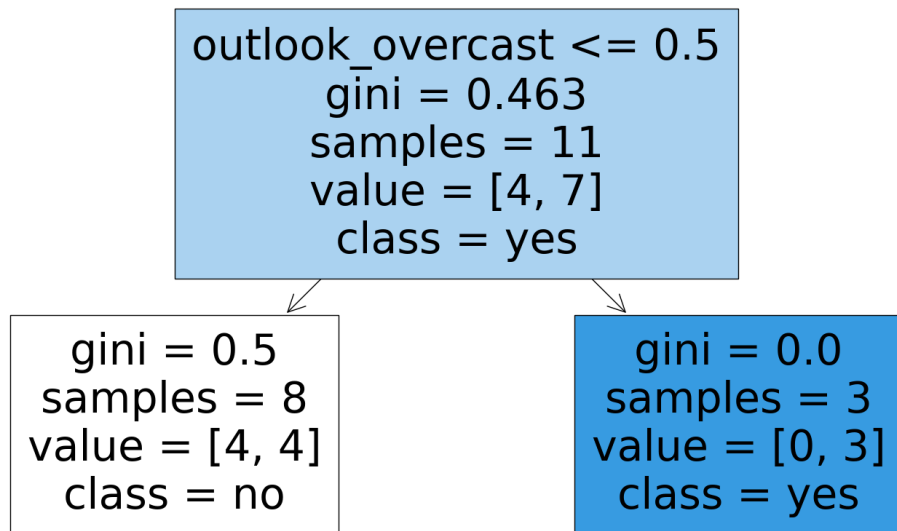 outlook_overcast <= 0.5
gini = 0.463
samples = 11
value = [4, 7]
class = yes
gini = 0.5
samples = 8
value = [4, 4]
class = no
gini = 0.0
samples = 3
value = [0, 3]
class = yes